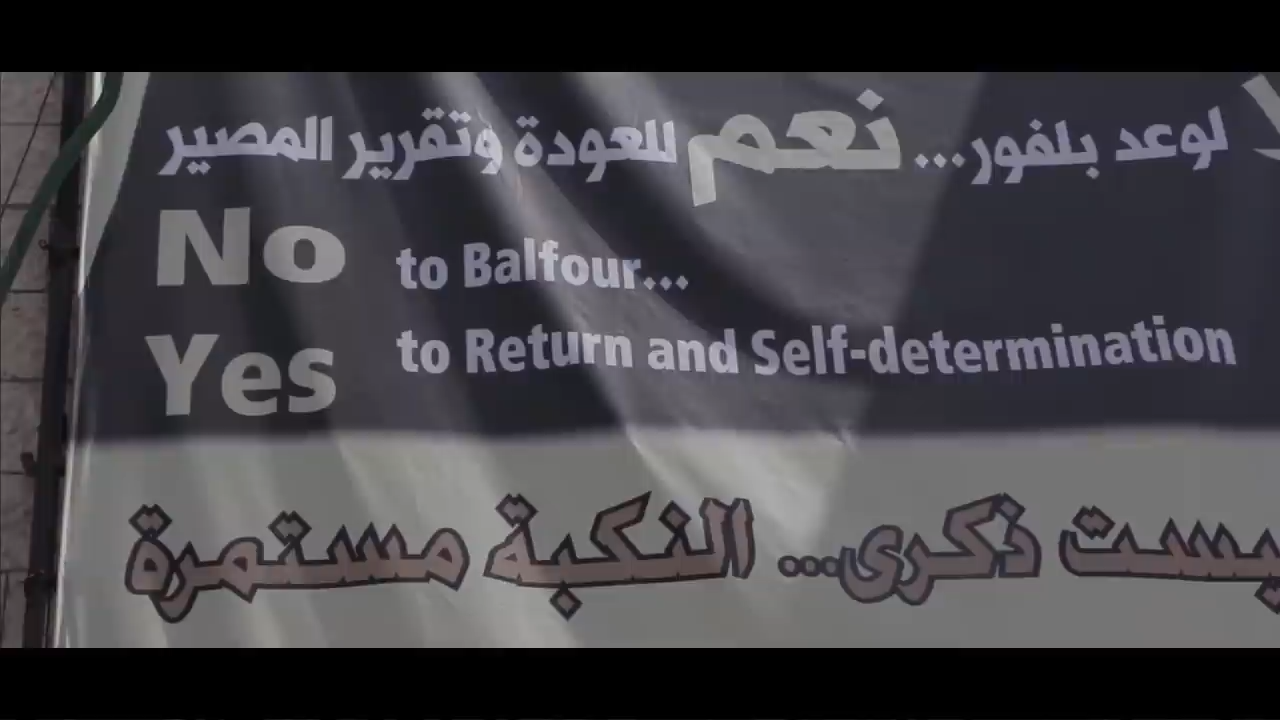 لوعد بلفور... نعم للعودة وتقرير المصير
No to Balfour...
Yes to Return and Self-determination
ذكرى... النكبة مستمرة